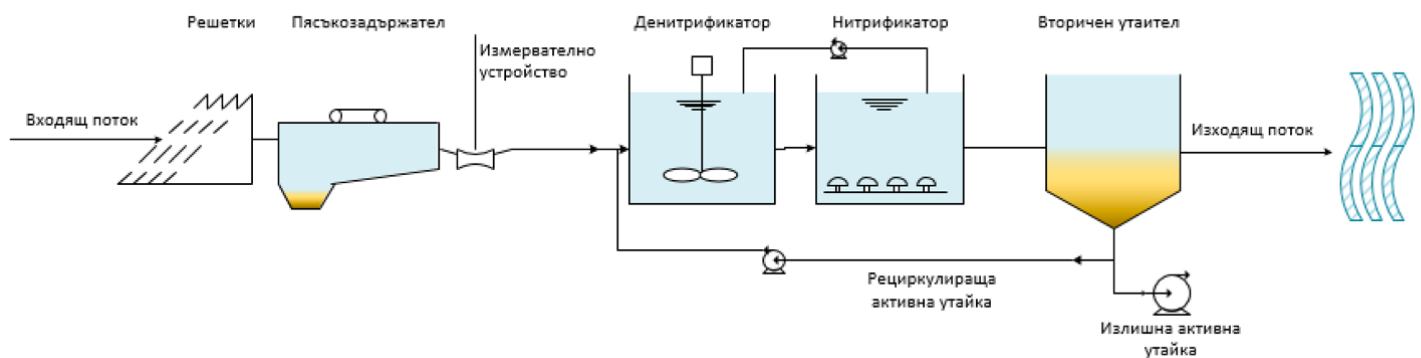 Решетки
Пясъкозадържател
Денитрификатор
Нитрификатор
Вторичен утаител
Измервателно
устройство
Входящ поток
Изходящ поток
Рециркулираща
активна утайка
Излишна активна
утайка